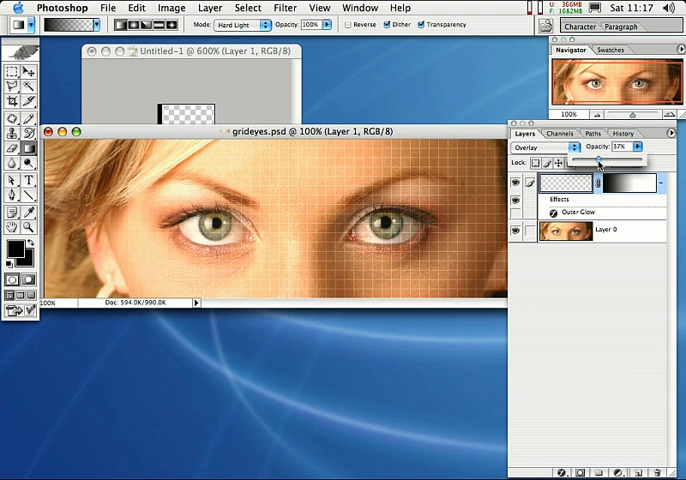 Photoshop File Edit Image Layer Select Filter View Window Help
U: 366MB
F: 1682MB
Sat 11:17
Mode: Hard Light Opacity: 100% Reverse Dither Transparency
Character Paragraph
Untitled-1 @ 600% (Layer 1, RGB/8)
Navigator Swatches
100%
grideyes.psd @ 100% (Layer 1, RGB/8)
Layers Channels Paths History
Overlay Opacity: 37%
Lock:
Effects
Outer Glow
Layer 0
100% Doc: 594.0K/990.0K